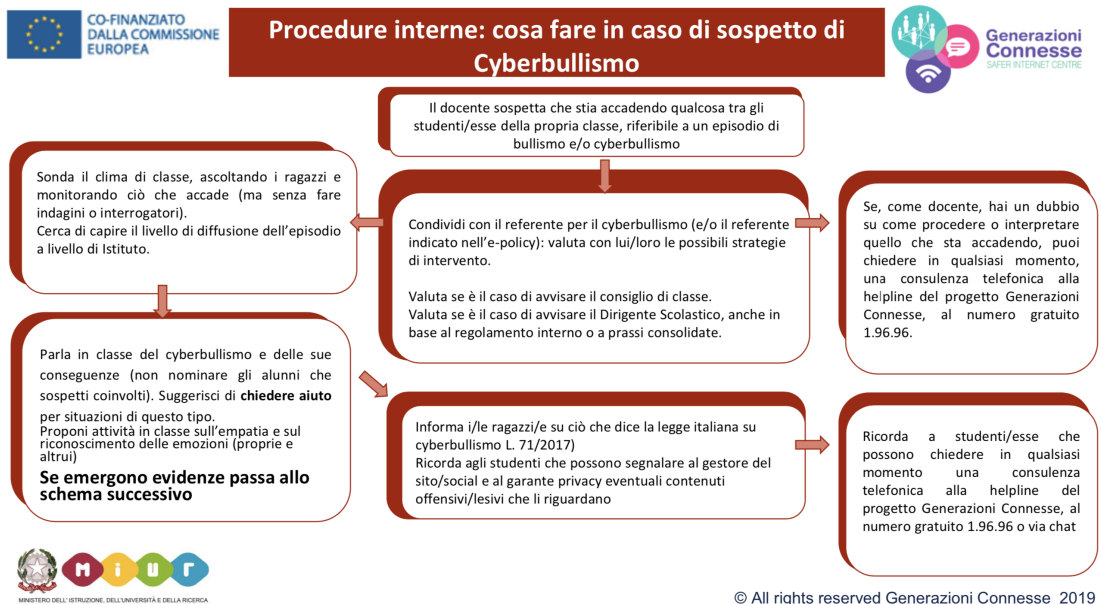 CO-FINANZIATO
DALLA COMMISSIONE
EUROPEA
Procedure interne: cosa fare in caso di sospetto di
Cyberbullismo
Generazioni
Connesse
SAFER INTERNET CENTRE
Il docente sospetta che stia accadendo qualcosa tra gli
studenti/esse della propria classe, riferibile a un episodio di
bullismo e/o cyberbullismo
Condividi con il referente per il cyberbullismo (e/o il referente
indicato nell'e-policy): valuta con lui/loro le possibili strategie
di intervento.
Valuta se è il caso di avvisare il consiglio di classe.
Valuta se è il caso di avvisare il Dirigente Scolastico, anche in
base al regolamento interno o a prassi consolidate.
Sonda il clima di classe, ascoltando i ragazzi e
monitorando ciò che accade (ma senza fare
indagini o interrogatori).
Cerca di capire il livello di diffusione dell'episodio
a livello di Istituto.
Se, come docente, hai un dubbio
su come procedere o interpretare
quello che sta accadendo, puoi
chiedere in qualsiasi momento,
una consulenza telefonica alla
helpline del progetto Generazioni
Connesse, al numero gratuito
1.96.96.
Parla in classe del cyberbullismo e delle sue
conseguenze (non nominare gli alunni che
sospetti coinvolti). Suggerisci di chiedere aiuto
per situazioni di questo tipo.
Proponi attività in classe sull'empatia e sul
riconoscimento delle emozioni (proprie e
altrui)
Se emergono evidenze passa allo
schema successivo
Informa i/le ragazzi/e su ciò che dice la legge italiana su
cyberbullismo L. 71/2017)
Ricorda agli studenti che possono segnalare al gestore del
sito/social e al garante privacy eventuali contenuti
offensivi/lesivi che li riguardano
Ricorda a studenti/esse che
possono chiedere in qualsiasi
momento una consulenza
telefonica alla helpline del
progetto Generazioni Connesse, al
numero gratuito 1.96.96 o via chat
miur
MINISTERO DELL' ISTRUZIONE, DELL'UNIVERSITÀ E DELLA RICERCA
© All rights reserved Generazioni Connesse 2019